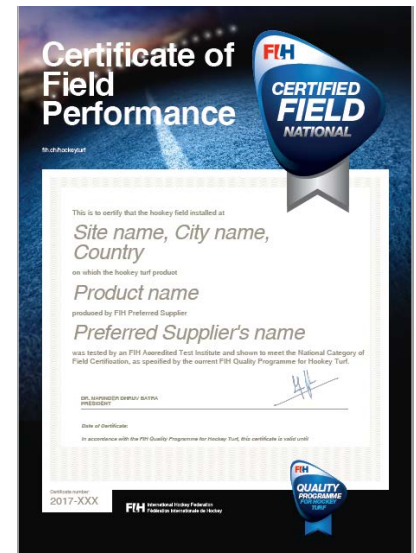 Certificate of
Field
Performance
fih.ch/hockeyturf
FIH
CERTIFIED
FIELD
NATIONAL
This is to certify that the hockey field installed at
Site name, City name,
Country
on which the hockey turf product
Product name
produced by FIH Preferred Supplier
Preferred Supplier's name
was tested by an FIH Accredited Test Institute and shown to meet the National Category of
Field Certification, as specified by the current FIH Quality Programme for Hockey Turf.
DR. NARINDER DHRUV BATRA
PRESIDENT
Date of Certificate:
In accordance with the FIH Quality Programme for Hockey Turf, this certificate is valid until
Certificate number
2017-XXX
FIH
International Hockey Federation
Fédération Internationale de Hockey
FIH
QUALITY
PROGRAMME
FOR HOCKEY
TURF